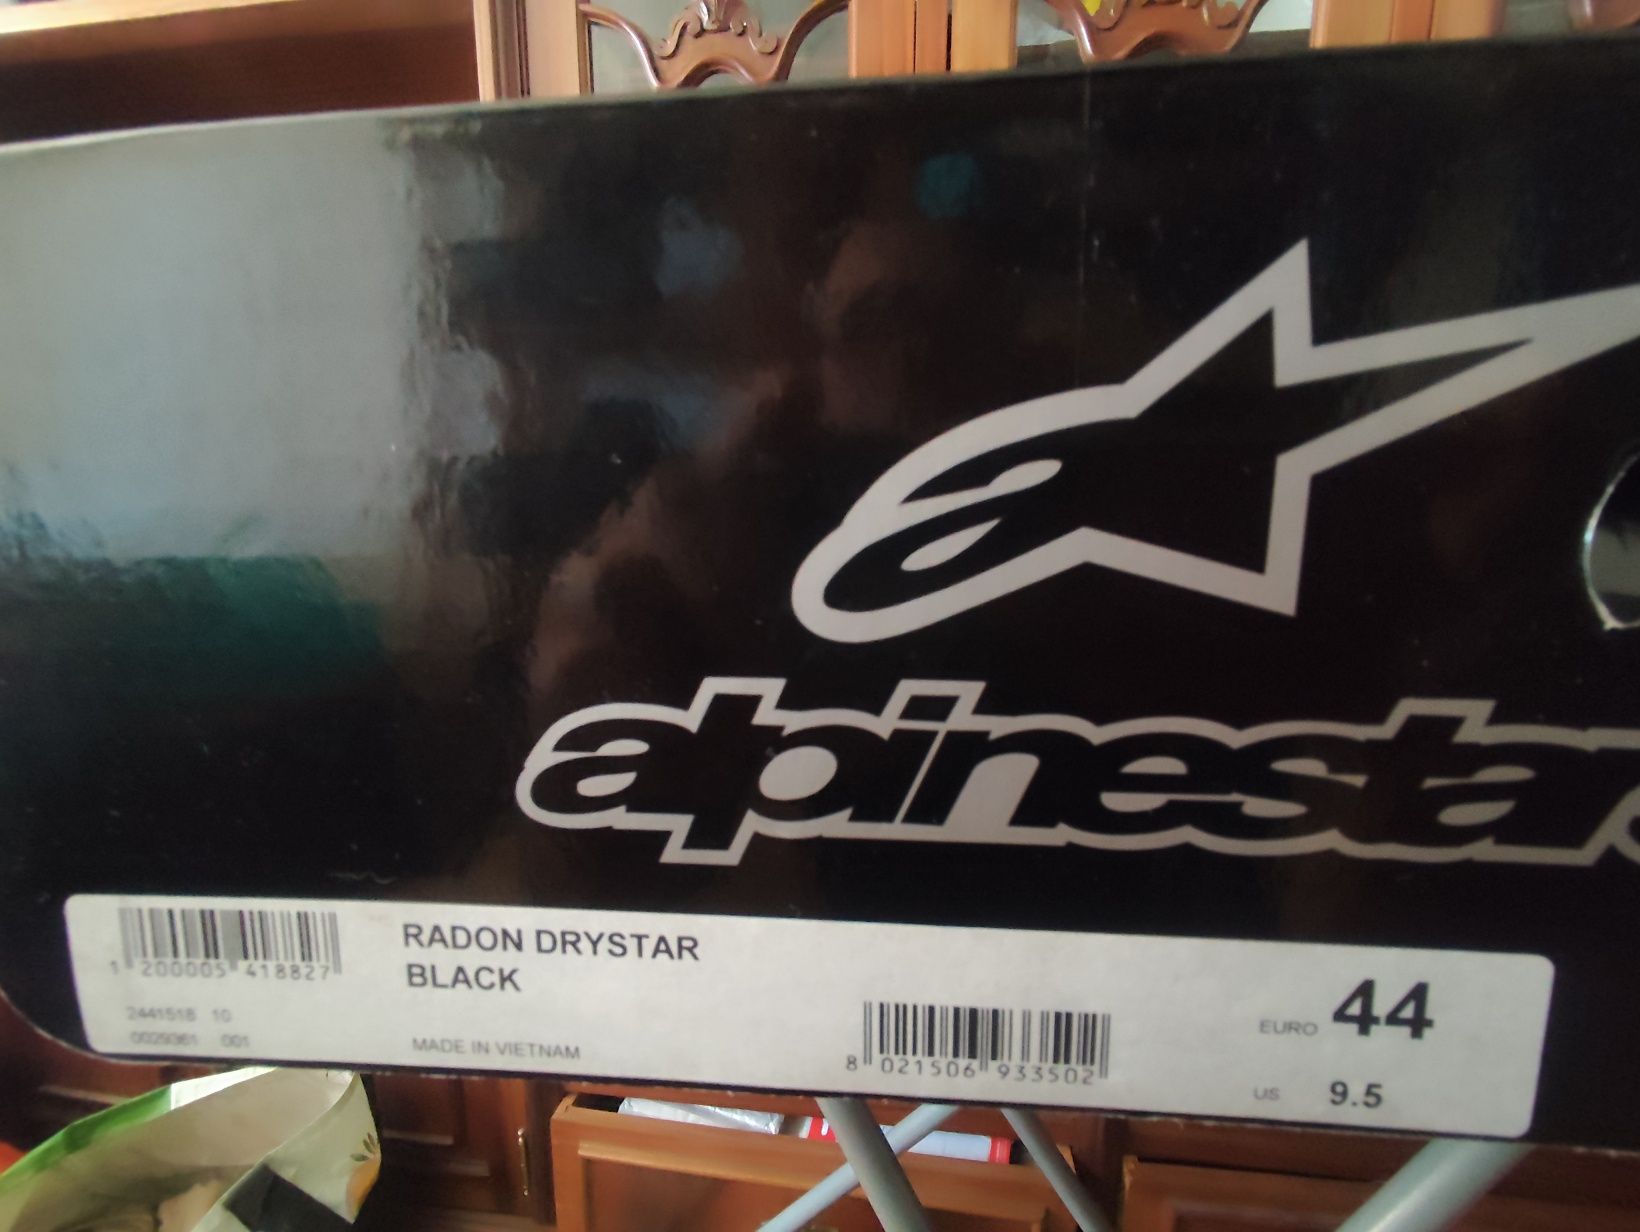 alpinestar
RADON DRYSTAR
BLACK
1 200005 418827
2441518 10
0029361 001
MADE IN VIETNAM
8 021506 933502
EURO 44
US 9.5